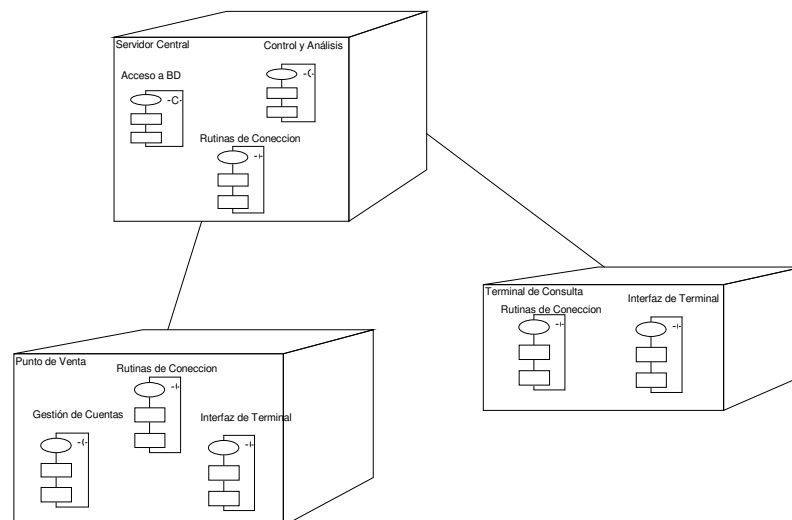 Servidor Central
Control y Análisis
Acceso a BD
-C-
Rutinas de Coneccion
Terminal de Consulta
Rutinas de Coneccion
Interfaz de Terminal
Punto de Venta
Rutinas de Coneccion
Gestión de Cuentas
Interfaz de Terminal